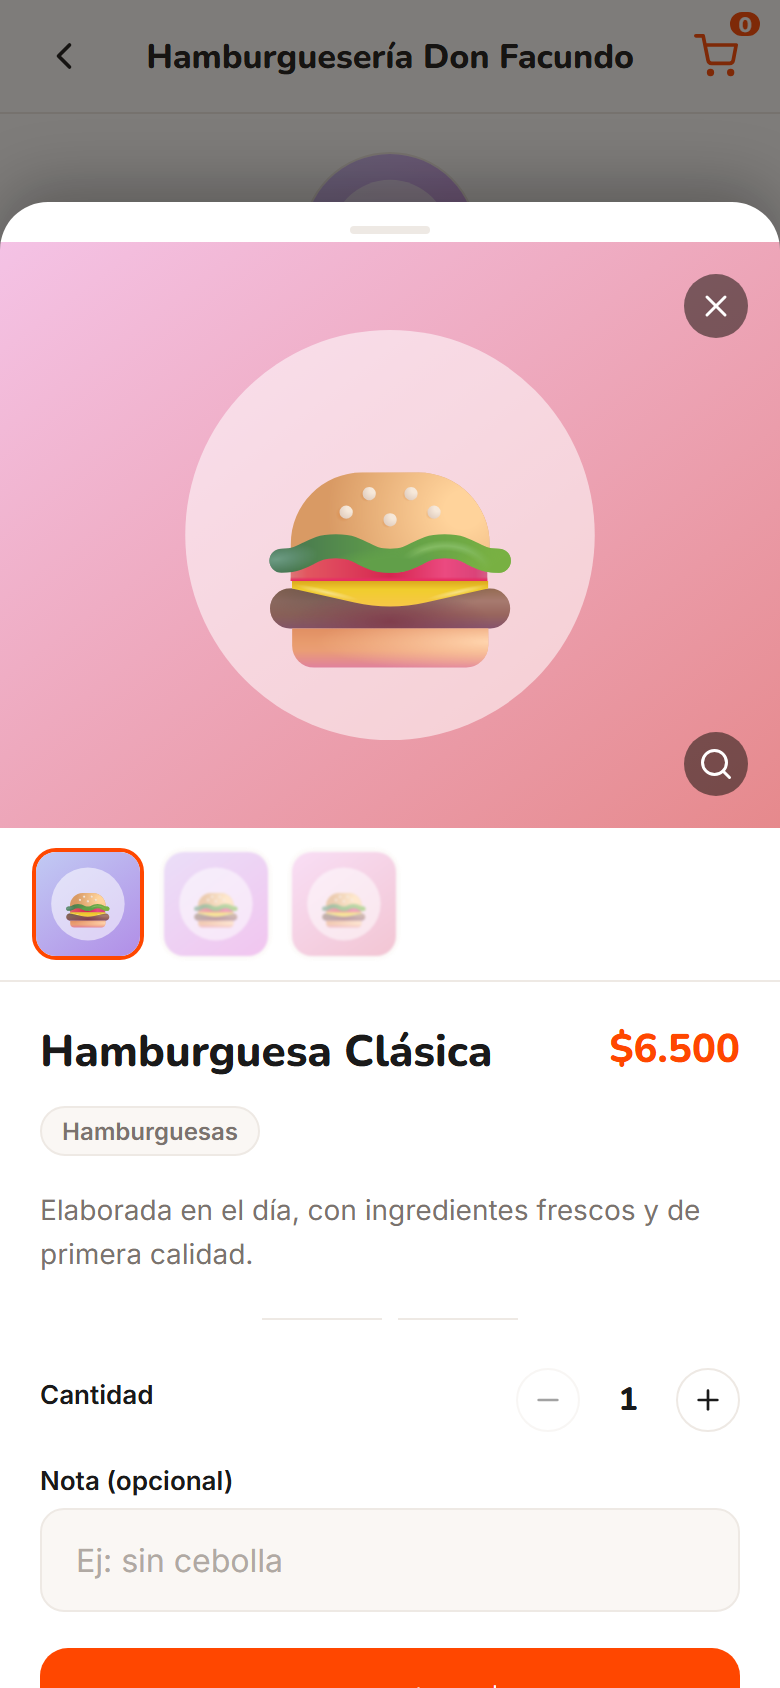 Hamburguesería Don Facundo
0
Hamburguesa Clásica
$6.500
Hamburguesas
Elaborada en el día, con ingredientes frescos y de
primera calidad.
Cantidad
1
Nota (opcional)
Ej: sin cebolla